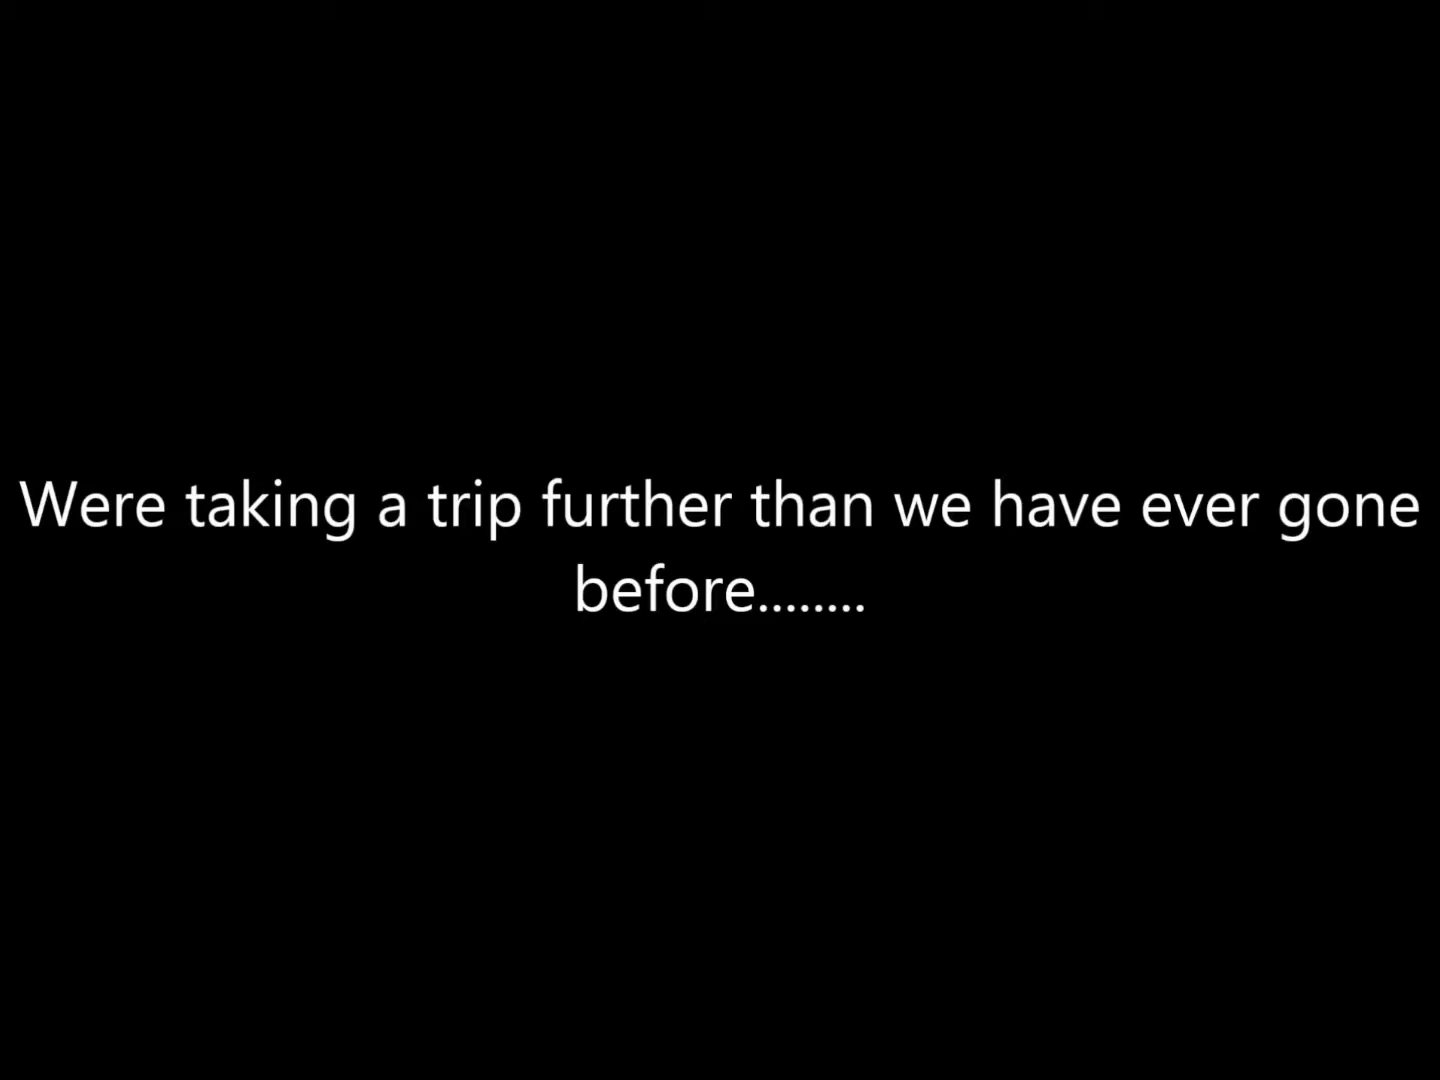 Were taking a trip further than we have ever gone
before........